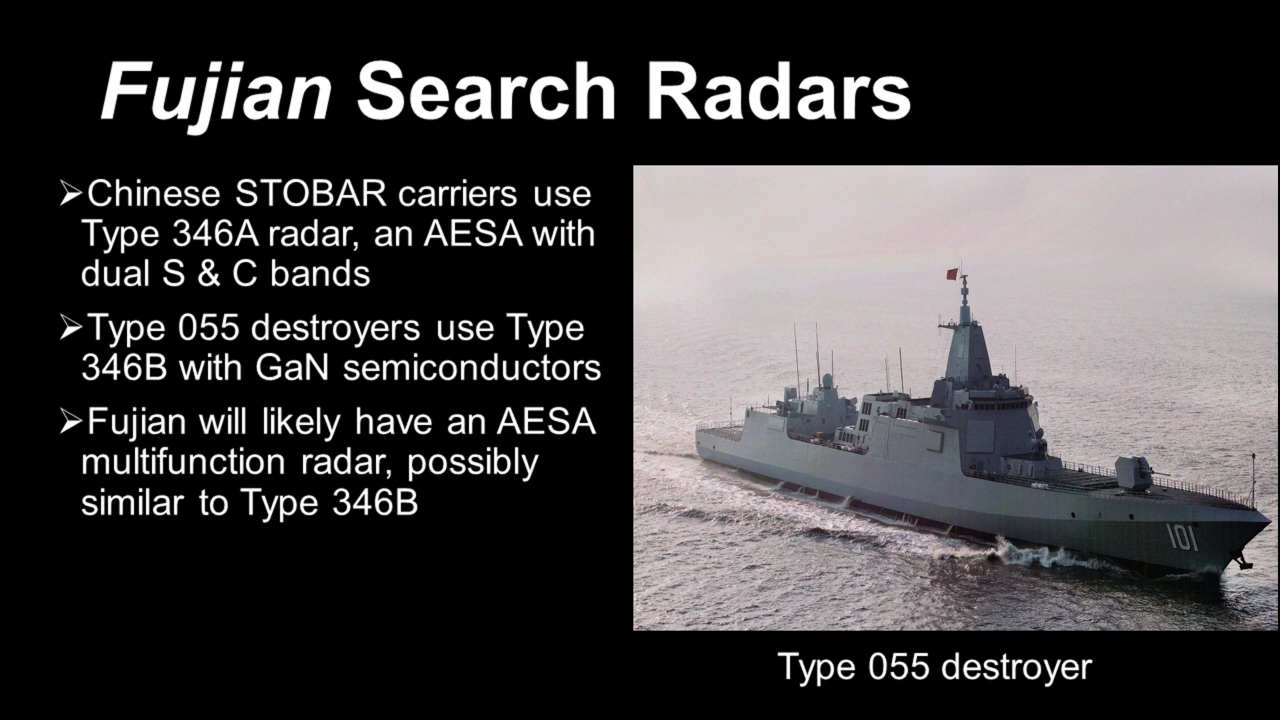 Fujian Search Radars
➢Chinese STOBAR carriers use
Type 346A radar, an AESA with
dual S & C bands
➢Type 055 destroyers use Type
346B with GaN semiconductors
➢Fujian will likely have an AESA
multifunction radar, possibly
similar to Type 346B
101
Type 055 destroyer